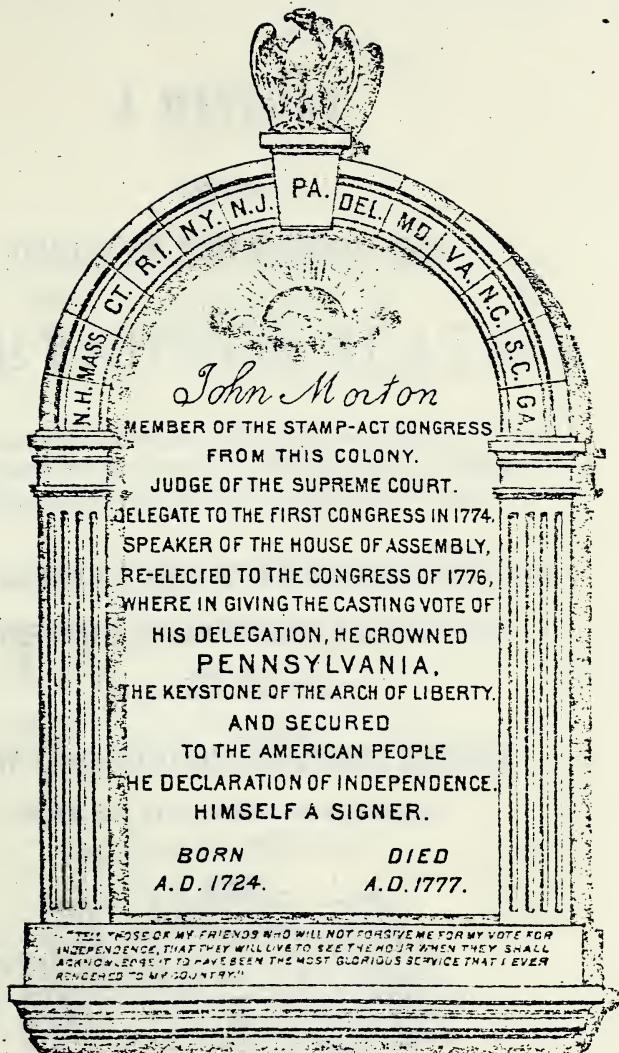 N.H. MASS. CT. R.I. N.Y. N.J. PA. DEL. MD. VA. N.C. S.C. GA.
John Morton
MEMBER OF THE STAMP-ACT CONGRESS
FROM THIS COLONY.
JUDGE OF THE SUPREME COURT.
DELEGATE TO THE FIRST CONGRESS IN 1774,
SPEAKER OF THE HOUSE OF ASSEMBLY,
RE-ELECTED TO THE CONGRESS OF 1776,
WHERE IN GIVING THE CASTING VOTE OF
HIS DELEGATION, HE CROWNED
PENNSYLVANIA,
THE KEYSTONE OF THE ARCH OF LIBERTY,
AND SECURED
TO THE AMERICAN PEOPLE
THE DECLARATION OF INDEPENDENCE,
HIMSELF A SIGNER.
BORN DIED
A.D. 1724. A.D. 1777.
"TELL THOSE OF MY FRIENDS WHO WILL NOT FORGIVE ME FOR MY VOTE FOR
INDEPENDENCE, THAT THEY WILL LIVE TO SEE THE HOUR WHEN THEY SHALL
ACKNOWLEDGE IT TO HAVE BEEN THE MOST GLORIOUS SERVICE THAT I EVER
RENDERED TO MY COUNTRY."